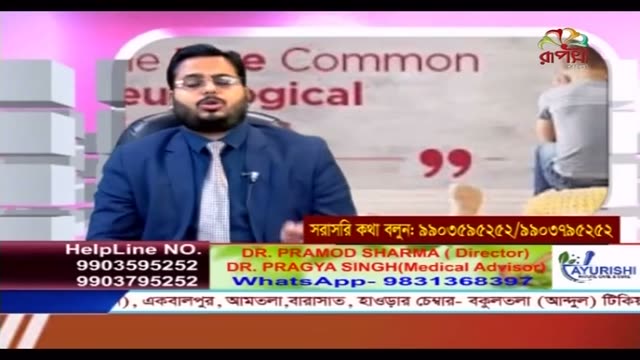 রূপসী
Common
logical
সরাসরি কথা বলুন: ৯৯০৩৫৯৫২৫২/৯৯০৩৭৯৫২৫২
HelpLine NO.
9903595252
9903795252
DR. PRAMOD SHARMA ( Director)
DR. PRAGYA SINGH(Medical Advisor)
WhatsApp- 9831368397
AYURISHI
একবালপুর, আমতলা,বারাসাত, হাওড়ার চেম্বার- বকুলতলা (আন্দুল) টিকিয়